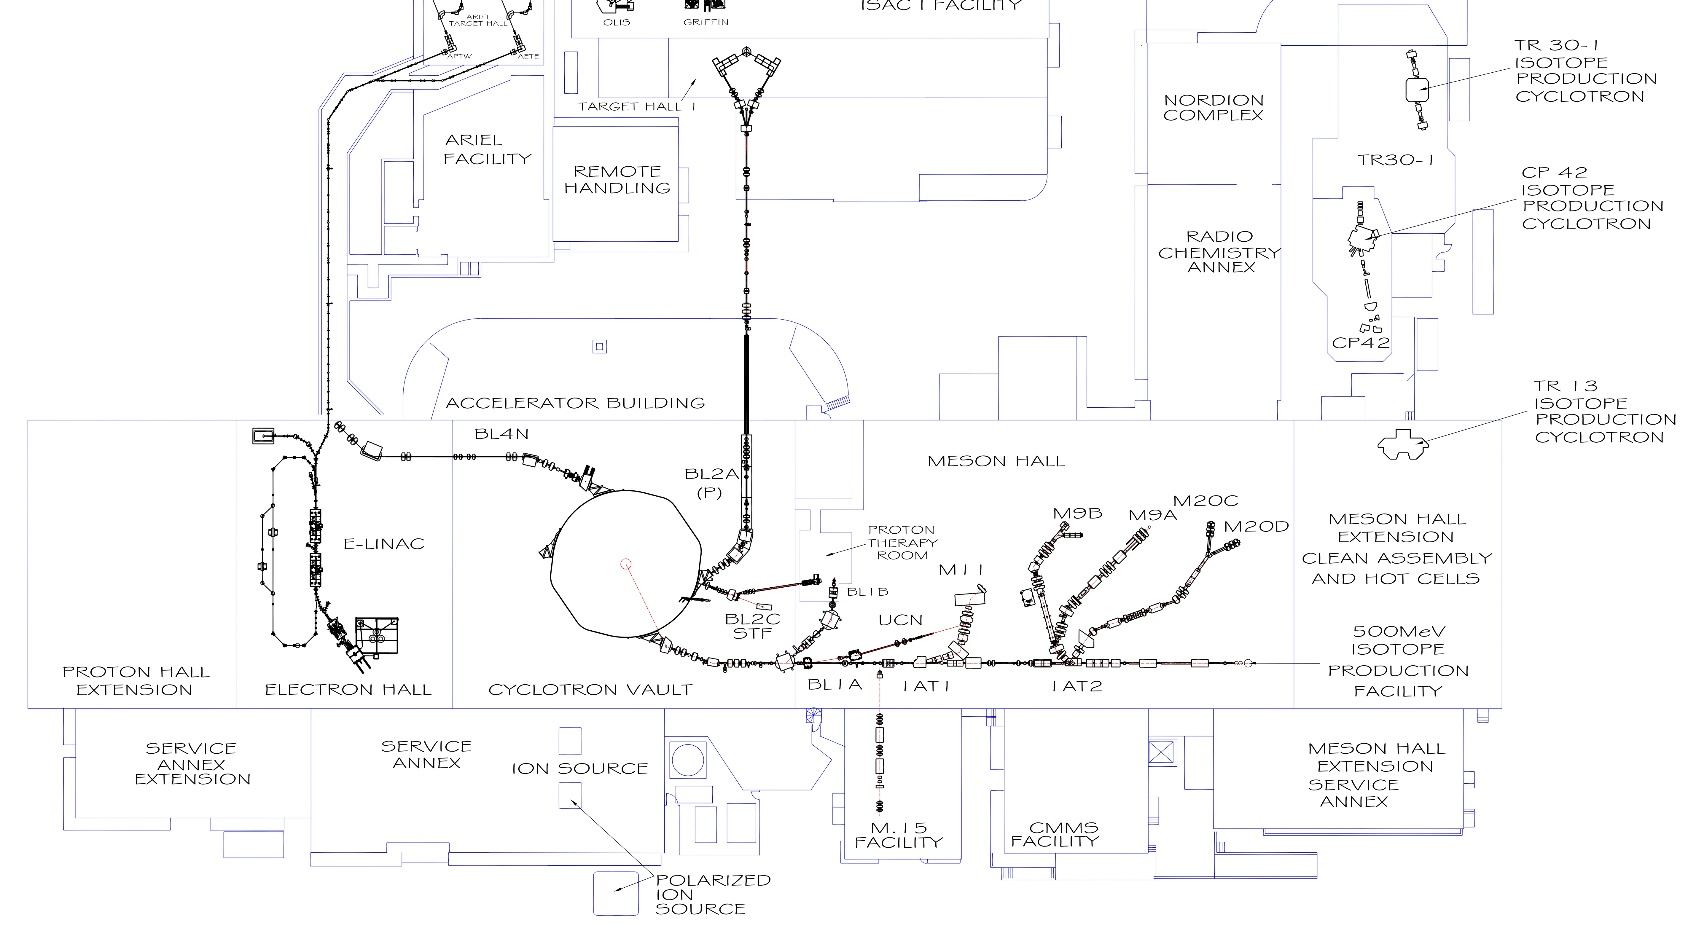 ARIEL
TARGET HALL
APTW
AETE
OLIS
GRIFFIN
ISAC I FACILITY
TARGET HALL 1
ARIEL
FACILITY
REMOTE
HANDLING
NORDION
COMPLEX
TR 30-1
ISOTOPE
PRODUCTION
CYCLOTRON
TR30-1
CP 42
ISOTOPE
PRODUCTION
CYCLOTRON
RADIO
CHEMISTRY
ANNEX
CP42
TR 13
ISOTOPE
PRODUCTION
CYCLOTRON
ACCELERATOR BUILDING
BL4N
BL2A
(P)
MESON HALL
E-LINAC
PROTON
THERAPY
ROOM
M9B
M9A
M20C
M20D
MESON HALL
EXTENSION
CLEAN ASSEMBLY
AND HOT CELLS
M11
BL1B
BL2C
STF
UCN
500MeV
ISOTOPE
PRODUCTION
FACILITY
PROTON HALL
EXTENSION
ELECTRON HALL
CYCLOTRON VAULT
BL1A
1AT1
1AT2
SERVICE
ANNEX
EXTENSION
SERVICE
ANNEX
ION SOURCE
M.15
FACILITY
CMMS
FACILITY
MESON HALL
EXTENSION
SERVICE
ANNEX
POLARIZED
ION
SOURCE